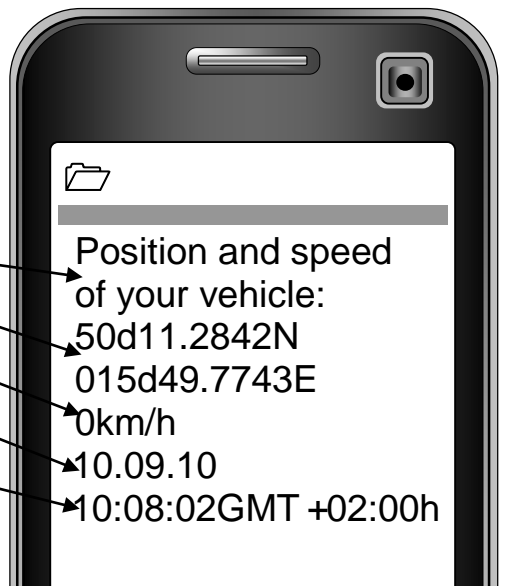 Position and speed
of your vehicle:
50d11.2842N
015d49.7743E
0km/h
10.09.10
10:08:02GMT +02:00h